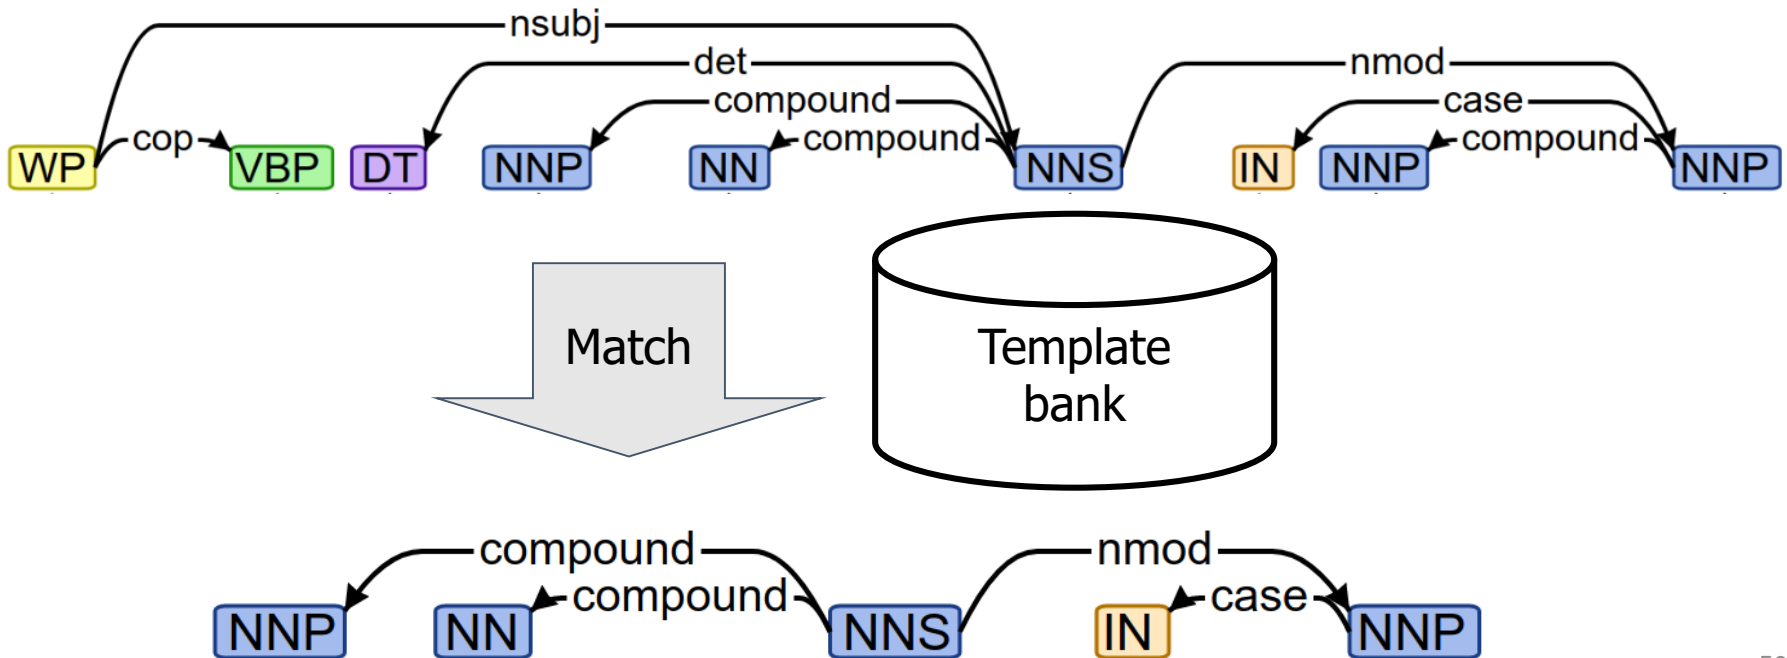 nsubj
det nmod
compound case
cop compound compound
WP VBP DT NNP NN NNS IN NNP NNP
Match
Template
bank
compound nmod
compound case
NNP NN NNS IN NNP